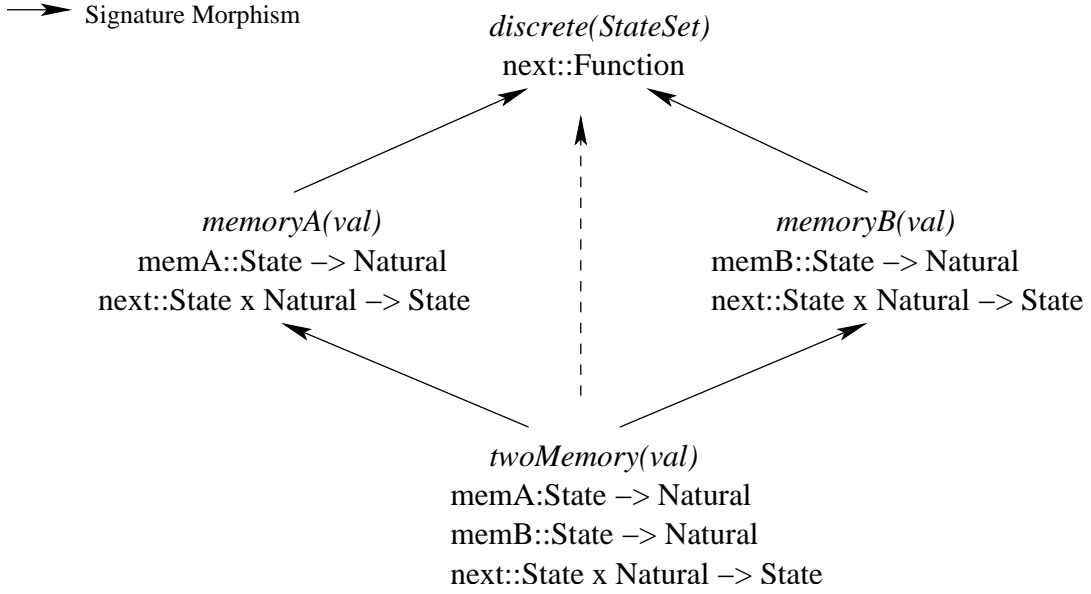 Signature Morphism
discrete(StateSet)
next::Function
memoryA(val)
memA::State −> Natural
next::State x Natural −> State
memoryB(val)
memB::State −> Natural
next::State x Natural −> State
twoMemory(val)
memA:State −> Natural
memB::State −> Natural
next::State x Natural −> State